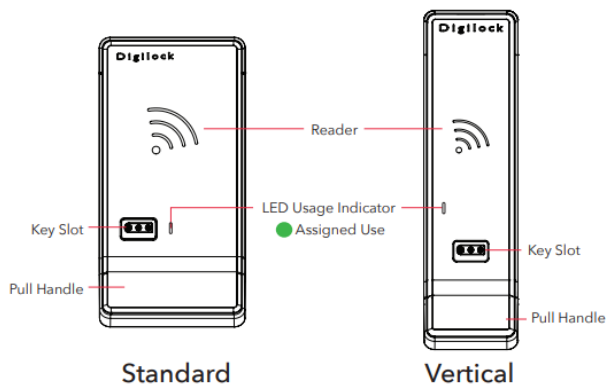 Digilock
Digilock
Reader
LED Usage Indicator
Assigned Use
Key Slot
Key Slot
Pull Handle
Pull Handle
Standard
Vertical